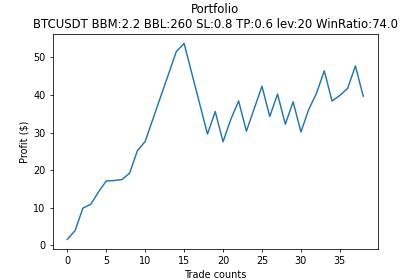 Portfolio
BTCUSDT BBM:2.2 BBL:260 SL:0.8 TP:0.6 lev:20 WinRatio:74.0
50
40
30
20
10
0
Profit ($)
0 5 10 15 20 25 30 35
Trade counts